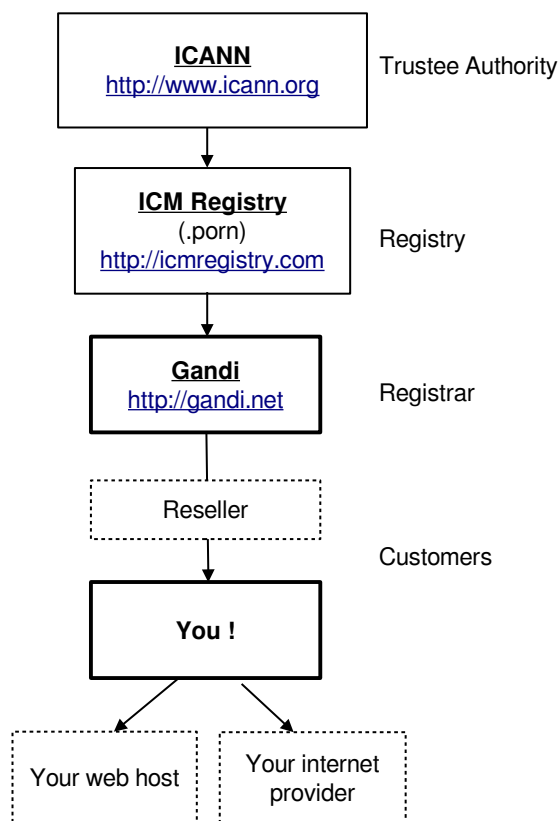 ICANN
http://www.icann.org
Trustee Authority
ICM Registry
(.porn)
http://icmregistry.com
Registry
Gandi
http://gandi.net
Registrar
Reseller
Customers
You !
Your web host
Your internet
provider